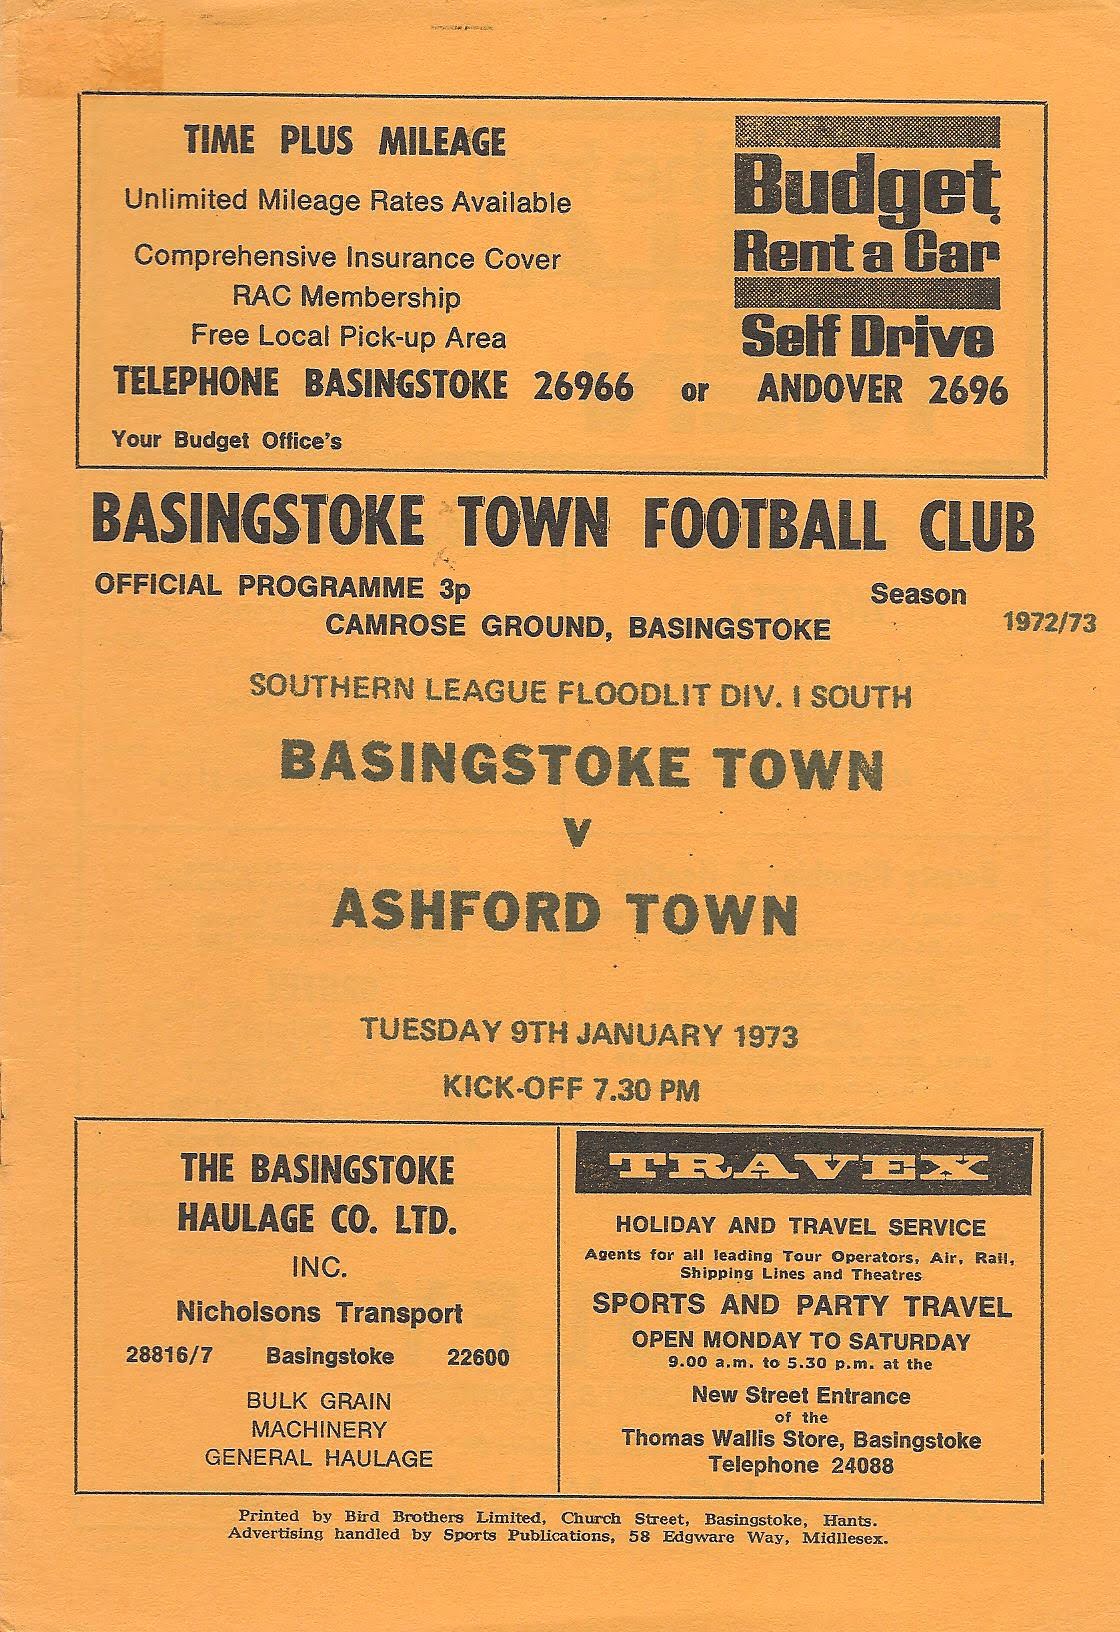 TIME PLUS MILEAGE
Unlimited Mileage Rates Available
Comprehensive Insurance Cover
RAC Membership
Free Local Pick-up Area
Budget
Rent a Car
Self Drive
TELEPHONE BASINGSTOKE 26966 or ANDOVER 2696
Your Budget Office's
BASINGSTOKE TOWN FOOTBALL CLUB
OFFICIAL PROGRAMME 3p Season
CAMROSE GROUND, BASINGSTOKE 1972/73
SOUTHERN LEAGUE FLOODLIT DIV. I SOUTH
BASINGSTOKE TOWN
V
ASHFORD TOWN
TUESDAY 9TH JANUARY 1973
KICK-OFF 7.30 PM
THE BASINGSTOKE
HAULAGE CO. LTD.
INC.
Nicholsons Transport
28816/7 Basingstoke 22600
BULK GRAIN
MACHINERY
GENERAL HAULAGE
TRAVEX
HOLIDAY AND TRAVEL SERVICE
Agents for all leading Tour Operators, Air, Rail,
Shipping Lines and Theatres
SPORTS AND PARTY TRAVEL
OPEN MONDAY TO SATURDAY
9.00 a.m. to 5.30 p.m. at the
New Street Entrance
of the
Thomas Wallis Store, Basingstoke
Telephone 24088
Printed by Bird Brothers Limited, Church Street, Basingstoke, Hants.
Advertising handled by Sports Publications, 58 Edgware Way, Midllesex.